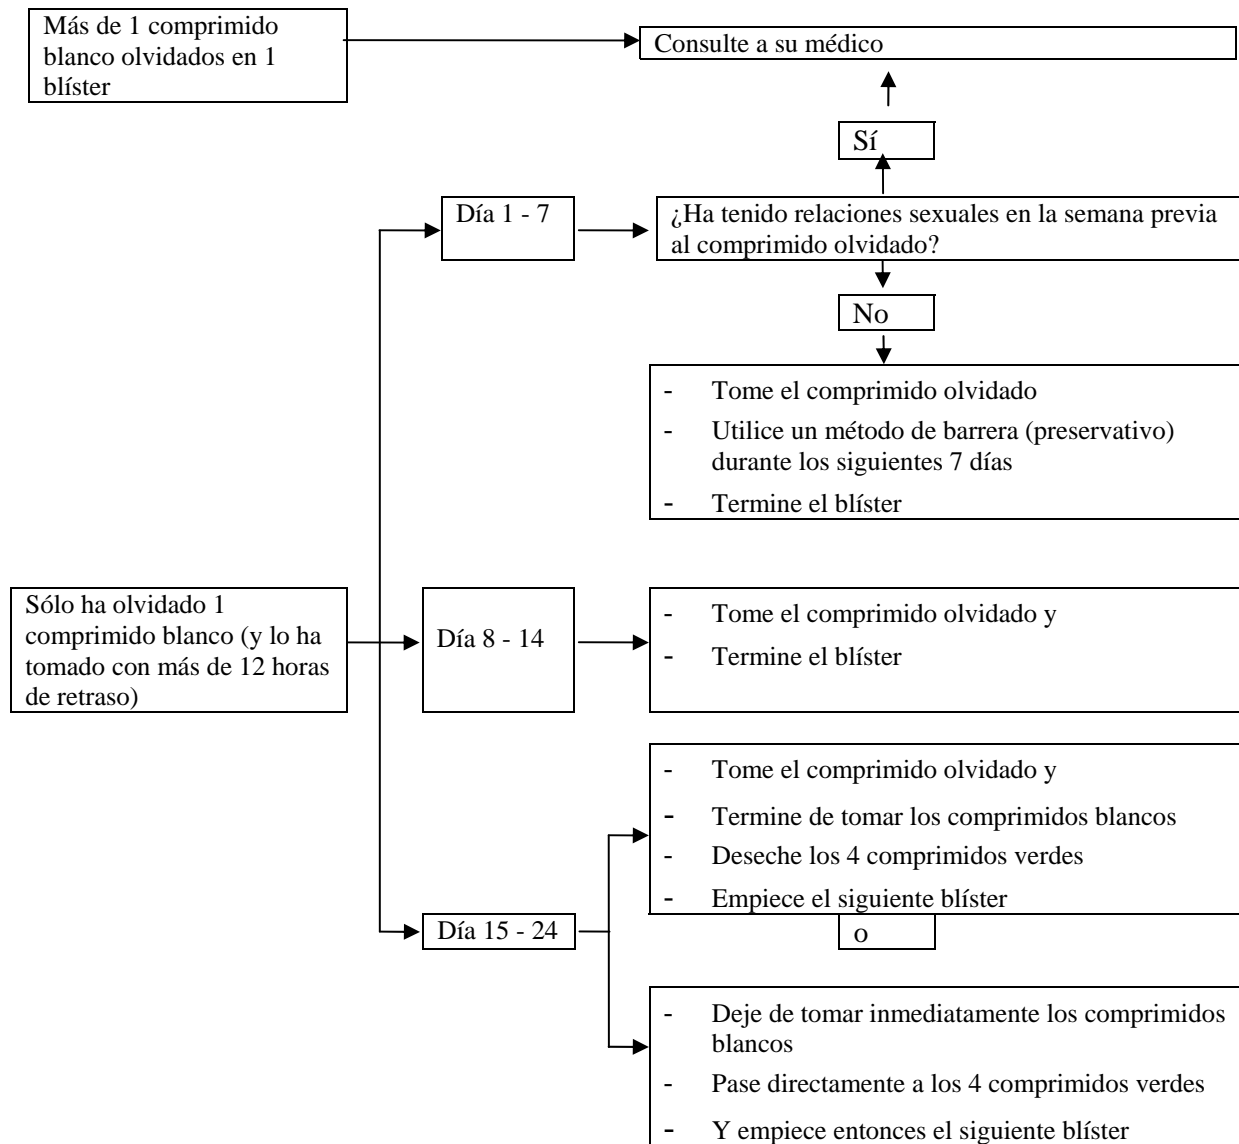 Más de 1 comprimido
blanco olvidados en 1
blíster
Consulte a su médico
Sí
Día 1 - 7
¿Ha tenido relaciones sexuales en la semana previa
al comprimido olvidado?
No
- Tome el comprimido olvidado
- Utilice un método de barrera (preservativo)
durante los siguientes 7 días
- Termine el blíster
Sólo ha olvidado 1
comprimido blanco (y lo ha
tomado con más de 12 horas
de retraso)
Día 8 - 14
- Tome el comprimido olvidado y
- Termine el blíster
Día 15 - 24
- Tome el comprimido olvidado y
- Termine de tomar los comprimidos blancos
- Deseche los 4 comprimidos verdes
- Empiece el siguiente blíster
o
- Deje de tomar inmediatamente los comprimidos
blancos
- Pase directamente a los 4 comprimidos verdes
- Y empiece entonces el siguiente blíster